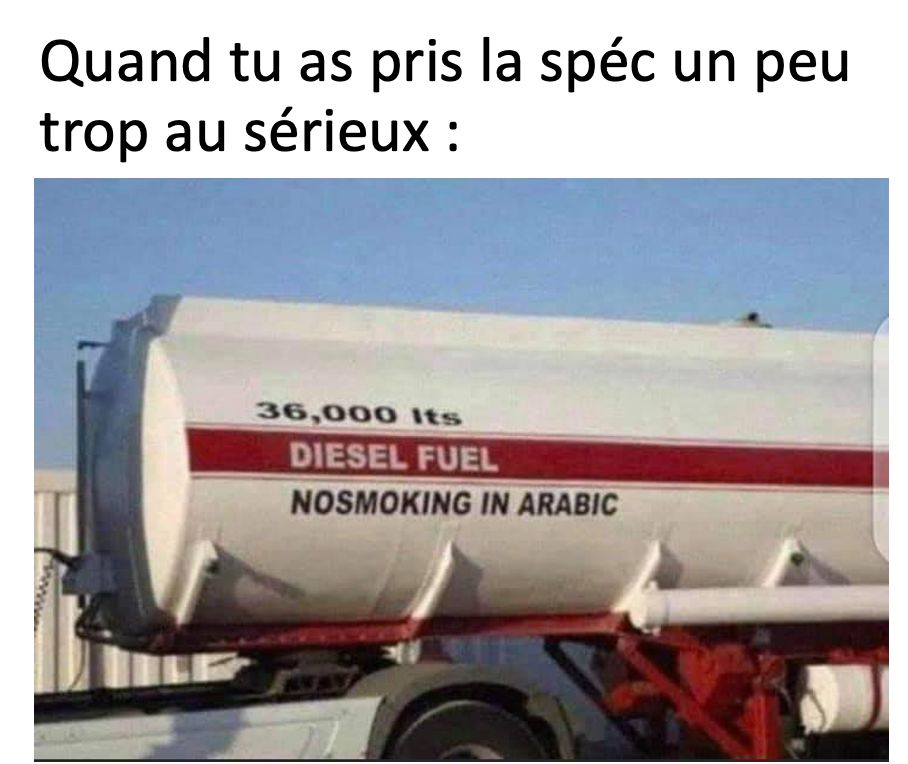 Quand tu as pris la spéc un peu
trop au sérieux :
36,000 lts
DIESEL FUEL
NOSMOKING IN ARABIC